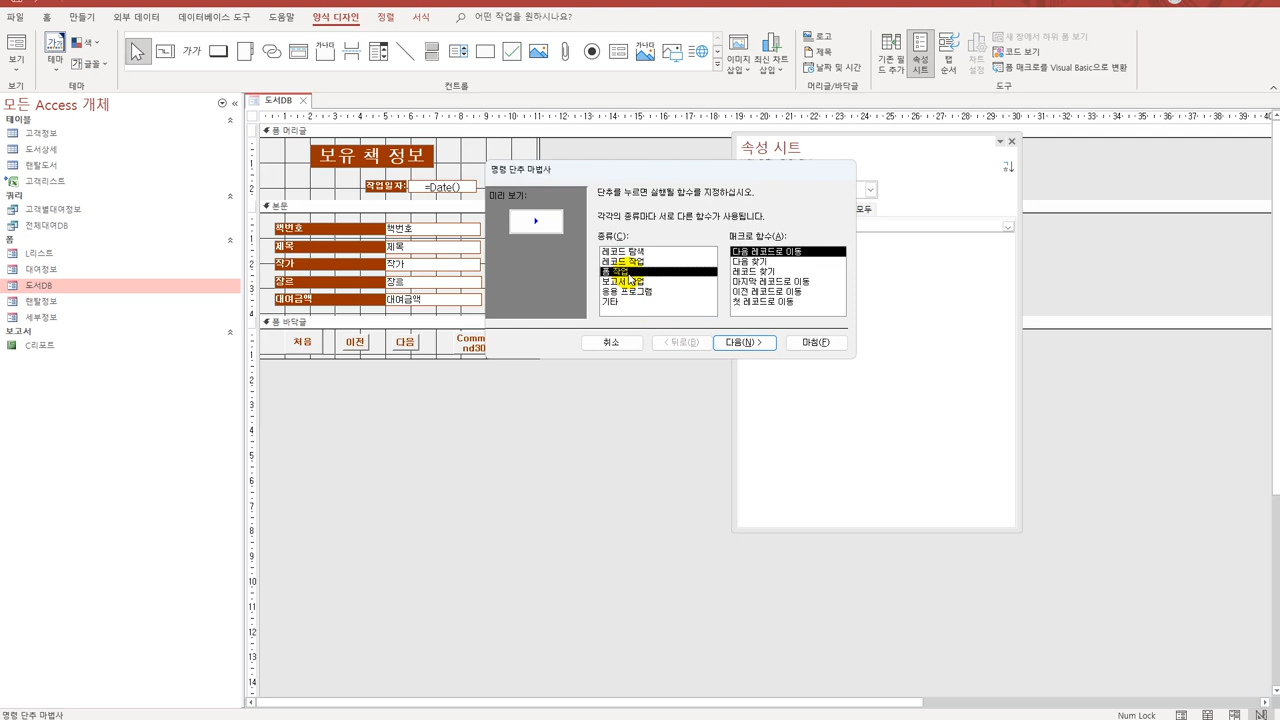 파일 홈 만들기 외부 데이터 데이터베이스 도구 도움말 양식 디자인 정렬 서식 어떤 작업을 원하시나요?
보기 테마 색 글꼴 가나다 가가 가나다 이미지 삽입 최신 차트 삽입 로고 제목 날짜 및 시간 기존 필드 추가 속성 시트 탭 순서 차트 설정 새 창에서 하위 폼 보기 코드 보기 폼 매크로를 Visual Basic으로 변환
보기 테마 컨트롤 머리글/바닥글 도구
모든 Access 개체
테이블
고객정보
도서상세
랜탈도서
고객리스트
쿼리
고객별대여정보
전체대여DB
폼
L리스트
대여정보
도서DB
랜탈정보
세부정보
보고서
C리포트
도서DB
폼 머리글
보유 책 정보
작업일자: =Date()
본문
책번호 책번호
제목 제목
작가 작가
장르 장르
대여금액 대여금액
폼 바닥글
처음 이전 다음 Comm
nd30
속성 시트
모두
명령 단추 마법사
미리 보기:
단추를 누르면 실행될 함수를 지정하십시오.
각각의 종류마다 서로 다른 함수가 사용됩니다.
종류(C): 매크로 함수(A):
레코드 탐색
레코드 작업
폼 작업
보고서 작업
응용 프로그램
기타
다음 레코드로 이동
다음 찾기
레코드 찾기
마지막 레코드로 이동
이전 레코드로 이동
첫 레코드로 이동
취소 < 뒤로(B) 다음(N) > 마침(F)
명령 단추 마법사 Num Lock